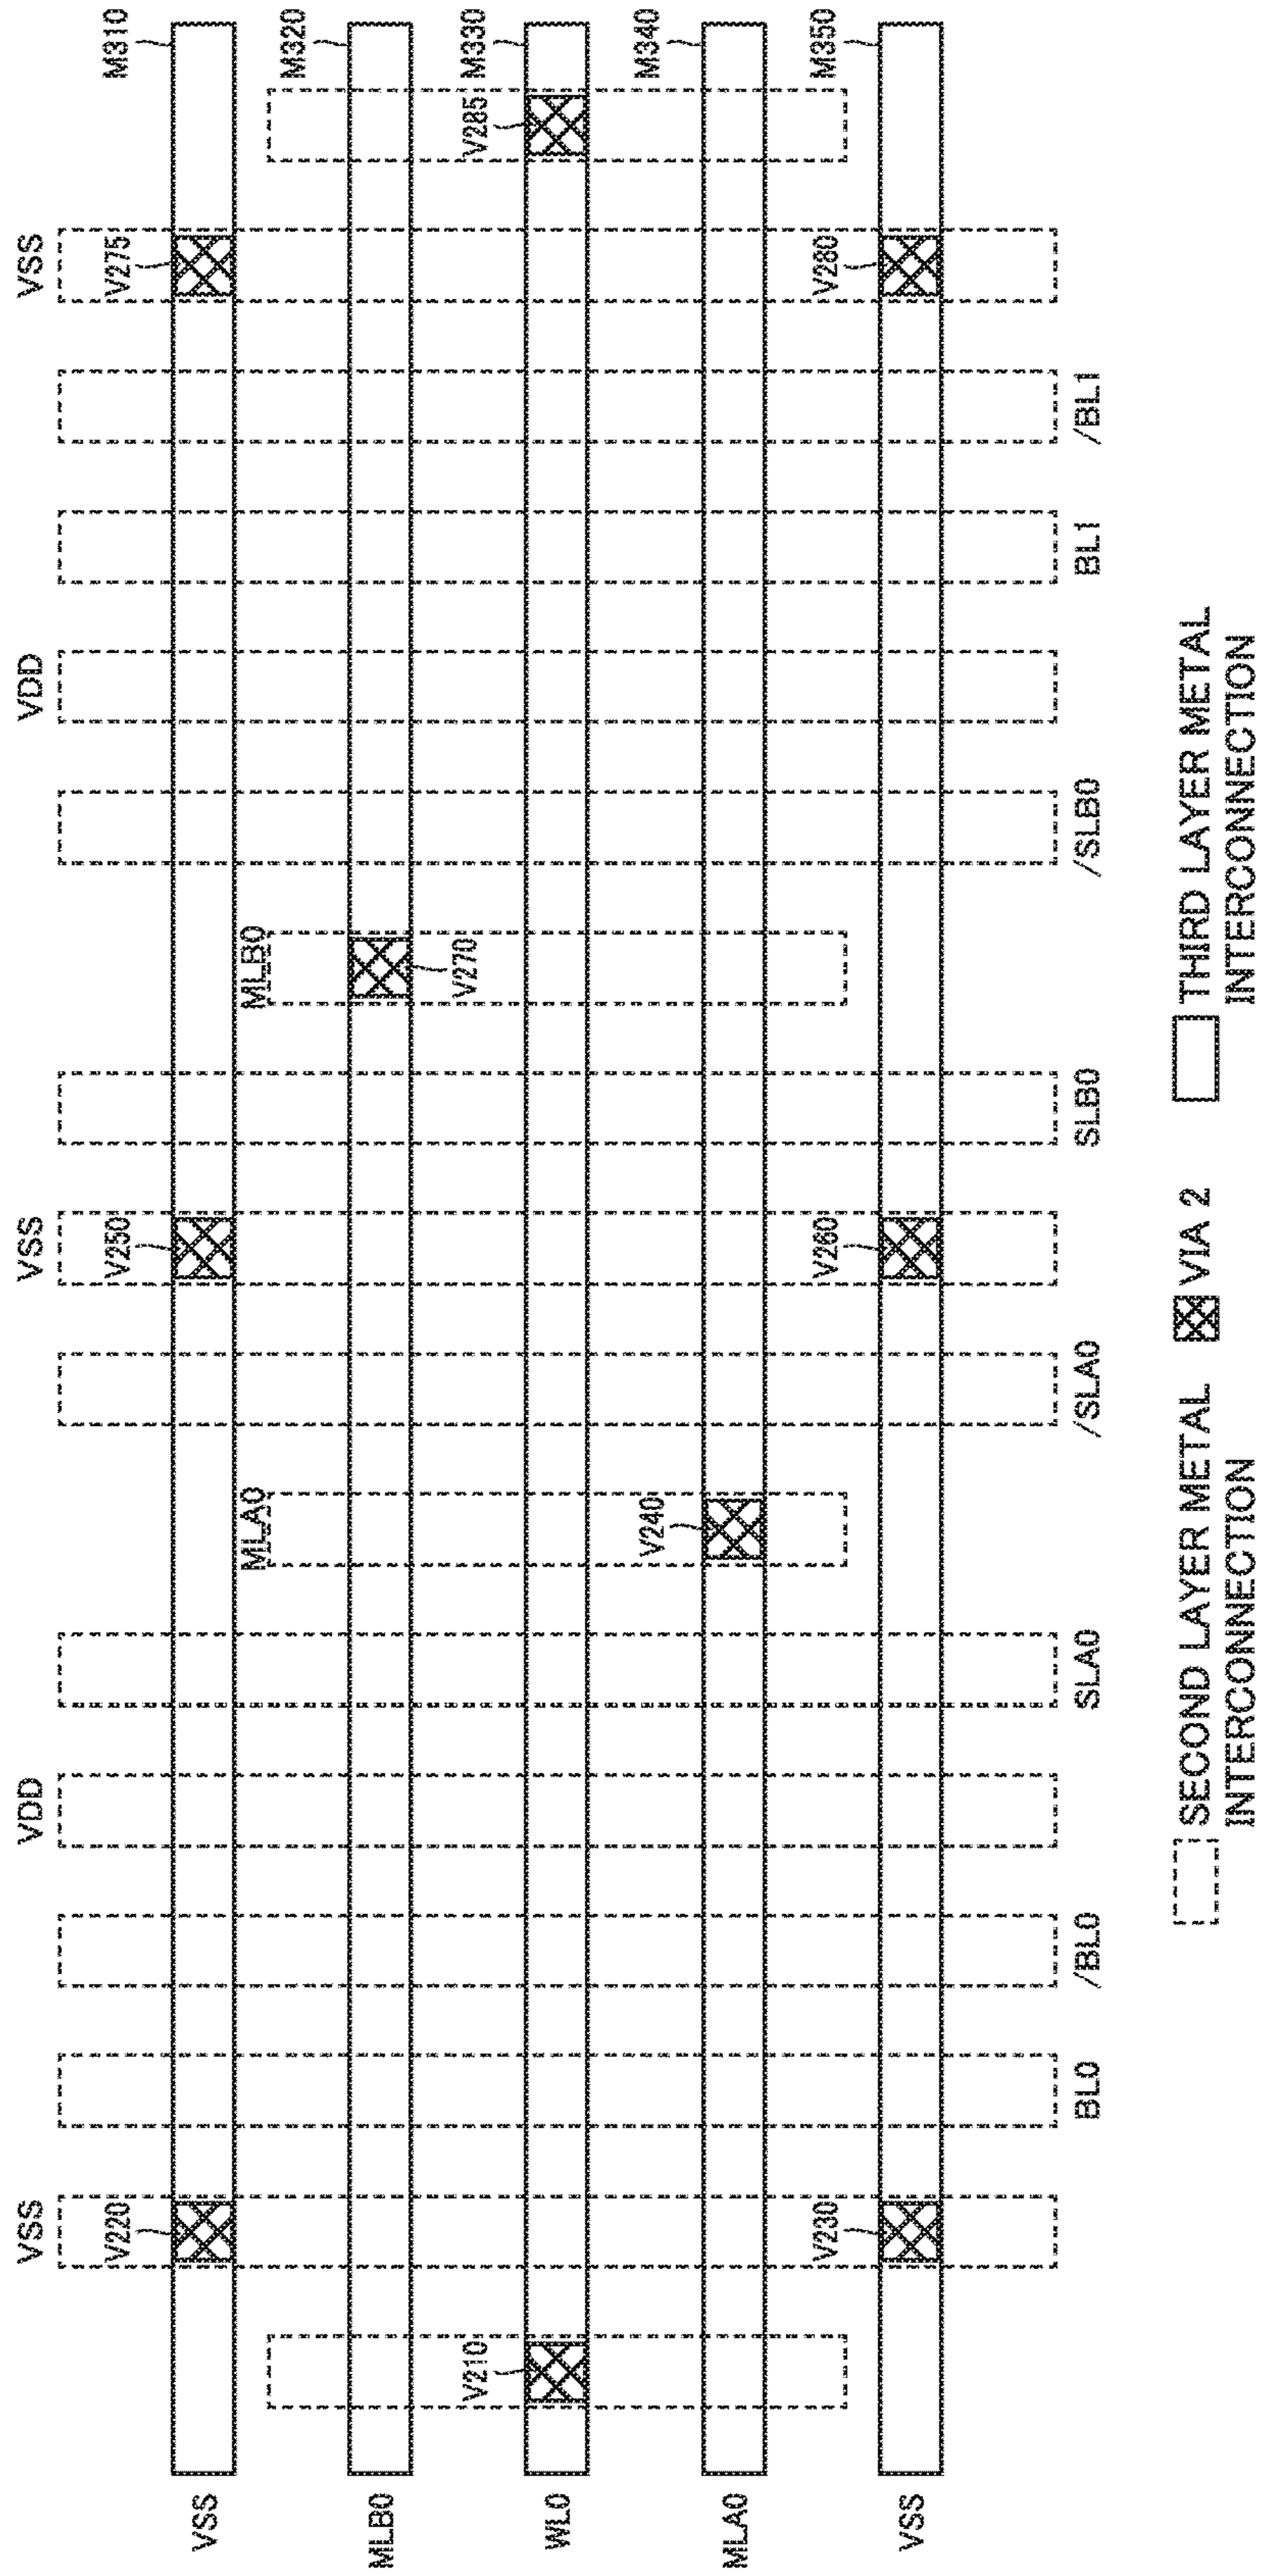 VSS
VDD
VSS
VDD
VSS
M310
V220
V250
V275
VSS
MLA0
MLB0
M320
MLB0
V270
V210
V285
M330
WL0
V240
M340
MLA0
V230
V260
V280
M350
VSS
BL0
/BL0
SLA0
/SLA0
SLB0
/SLB0
BL1
/BL1
SECOND LAYER METAL
INTERCONNECTION
VIA 2
THIRD LAYER METAL
INTERCONNECTION